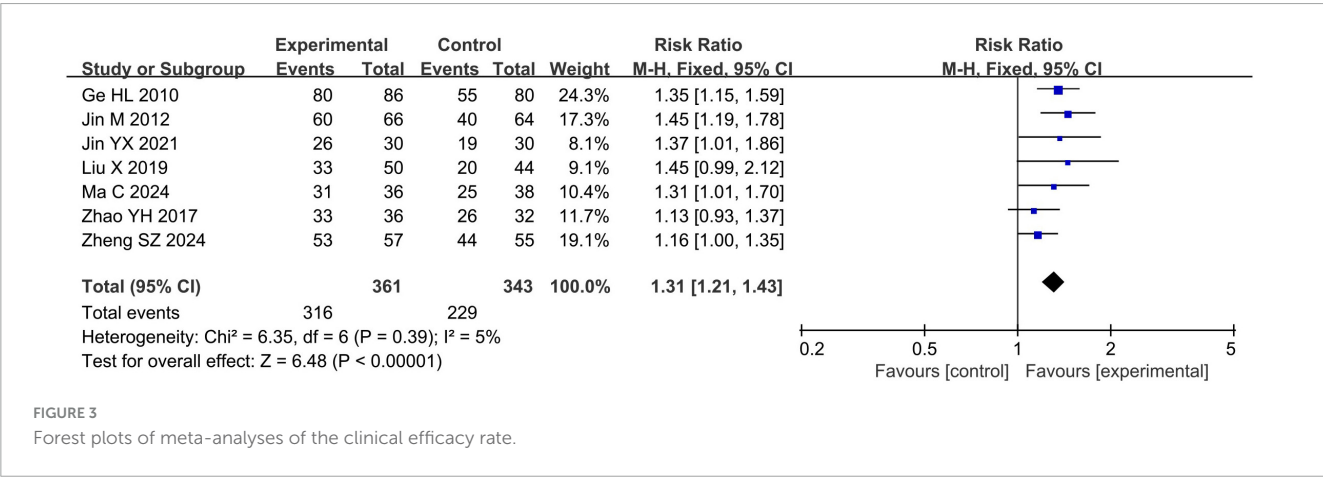 Experimental Control Risk Ratio Risk Ratio
Study or Subgroup Events Total Events Total Weight M-H, Fixed, 95% CI M-H, Fixed, 95% CI
Ge HL 2010 80 86 55 80 24.3% 1.35 [1.15, 1.59]
Jin M 2012 60 66 40 64 17.3% 1.45 [1.19, 1.78]
Jin YX 2021 26 30 19 30 8.1% 1.37 [1.01, 1.86]
Liu X 2019 33 50 20 44 9.1% 1.45 [0.99, 2.12]
Ma C 2024 31 36 25 38 10.4% 1.31 [1.01, 1.70]
Zhao YH 2017 33 36 26 32 11.7% 1.13 [0.93, 1.37]
Zheng SZ 2024 53 57 44 55 19.1% 1.16 [1.00, 1.35]
Total (95% CI) 361 343 100.0% 1.31 [1.21, 1.43]
Total events 316 229
Heterogeneity: Chi² = 6.35, df = 6 (P = 0.39); I² = 5%
Test for overall effect: Z = 6.48 (P < 0.00001)
0.2 0.5 1 2 5
Favours [control] Favours [experimental]
FIGURE 3
Forest plots of meta-analyses of the clinical efficacy rate.